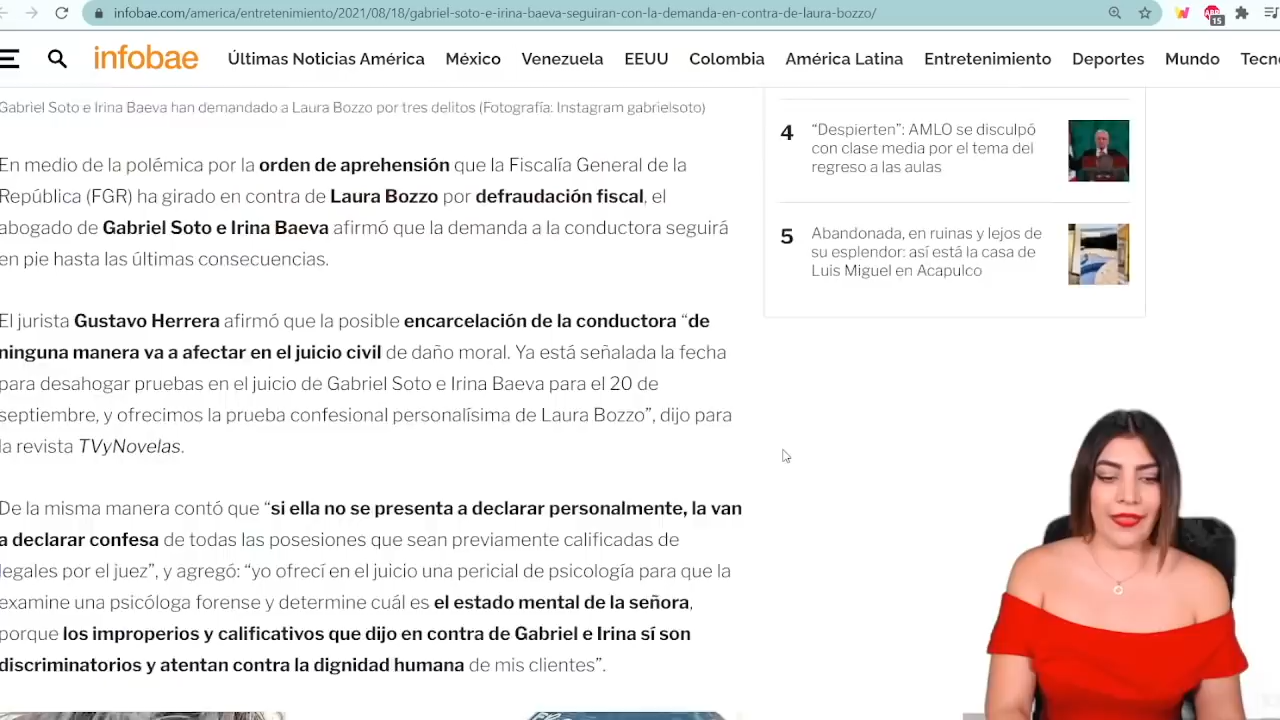 infobae.com/america/entretenimiento/2021/08/18/gabriel-soto-e-irina-baeva-seguiran-con-la-demanda-en-contra-de-laura-bozzo/
15
infobae
Últimas Noticias América México Venezuela EEUU Colombia América Latina Entretenimiento Deportes Mundo Tecn
Gabriel Soto e Irina Baeva han demandado a Laura Bozzo por tres delitos (Fotografía: Instagram gabrielsoto)
En medio de la polémica por la orden de aprehensión que la Fiscalía General de la
República (FGR) ha girado en contra de Laura Bozzo por defraudación fiscal, el
abogado de Gabriel Soto e Irina Baeva afirmó que la demanda a la conductora seguirá
en pie hasta las últimas consecuencias.
El jurista Gustavo Herrera afirmó que la posible encarcelación de la conductora “de
ninguna manera va a afectar en el juicio civil de daño moral. Ya está señalada la fecha
para desahogar pruebas en el juicio de Gabriel Soto e Irina Baeva para el 20 de
septiembre, y ofrecimos la prueba confesional personalísima de Laura Bozzo”, dijo para
la revista TVyNovelas.
De la misma manera contó que “si ella no se presenta a declarar personalmente, la van
a declarar confesa de todas las posesiones que sean previamente calificadas de
legales por el juez”, y agregó: “yo ofrecí en el juicio una pericial de psicología para que la
examine una psicóloga forense y determine cuál es el estado mental de la señora,
porque los improperios y calificativos que dijo en contra de Gabriel e Irina sí son
discriminatorios y atentan contra la dignidad humana de mis clientes”.
4 “Despierten”: AMLO se disculpó
con clase media por el tema del
regreso a las aulas
5 Abandonada, en ruinas y lejos de
su esplendor: así está la casa de
Luis Miguel en Acapulco